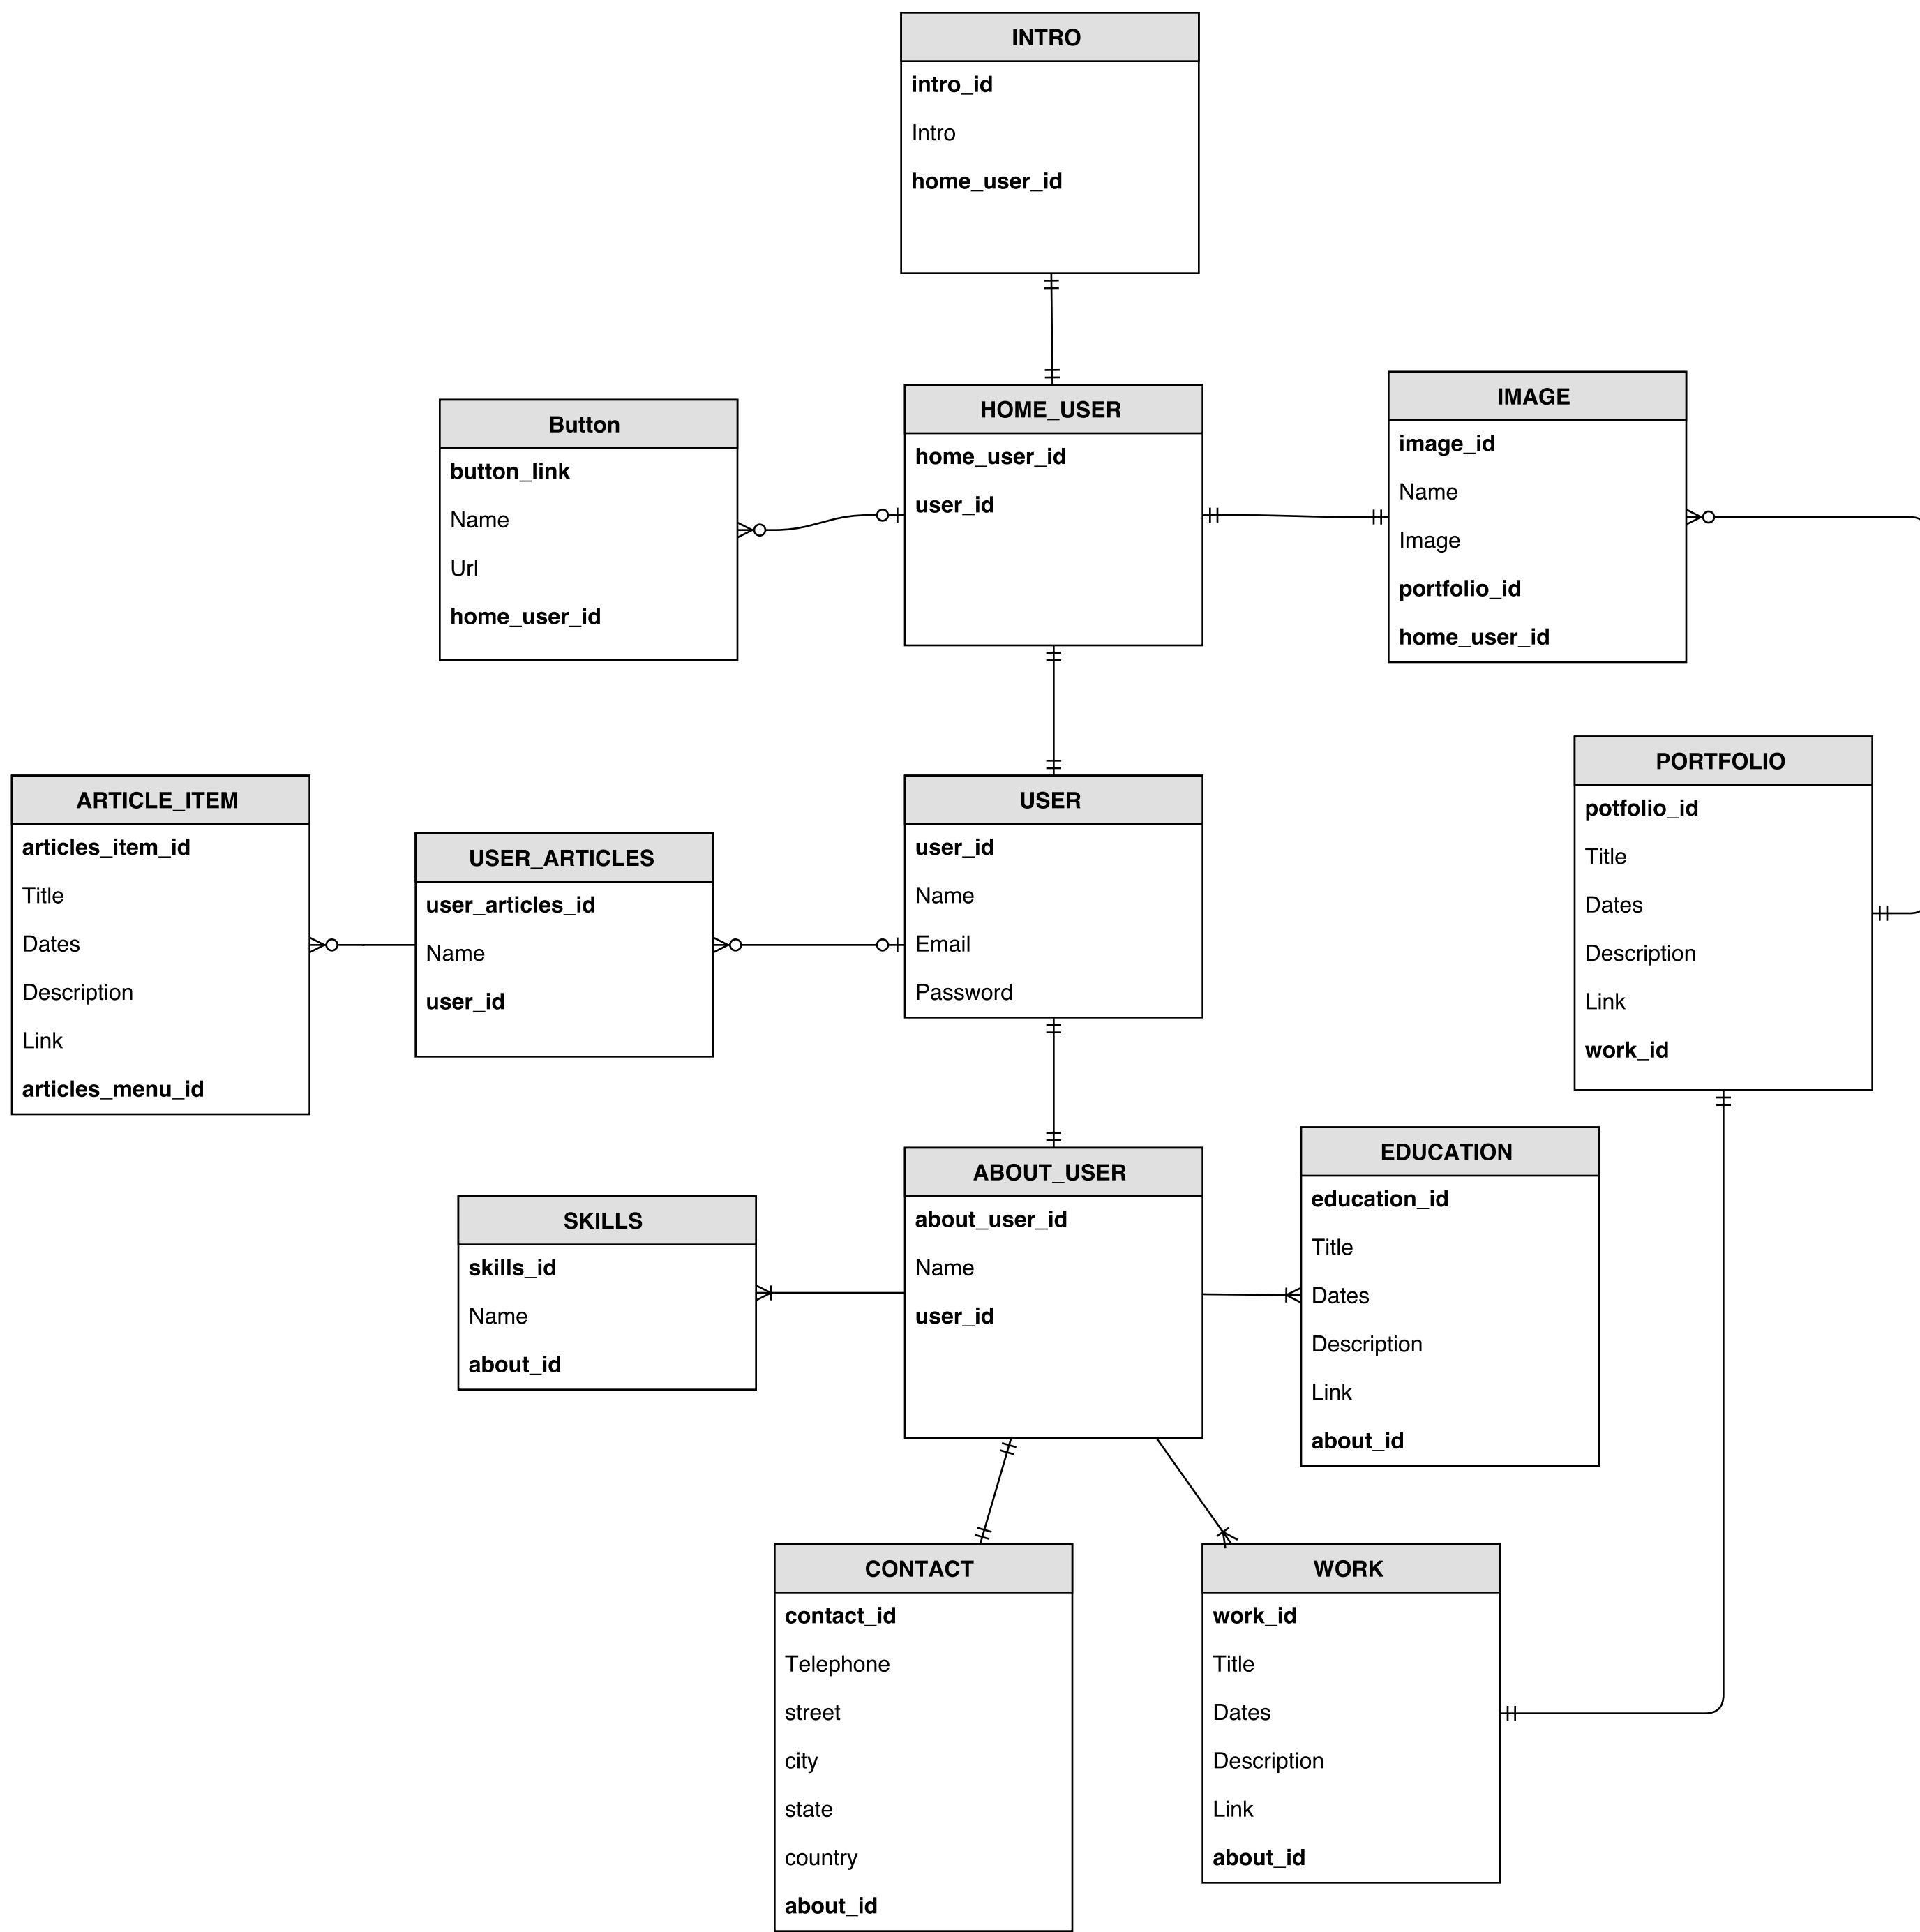 INTRO
intro_id
Intro
home_user_id
Button
button_link
Name
Url
home_user_id
HOME_USER
home_user_id
user_id
IMAGE
image_id
Name
Image
portfolio_id
home_user_id
ARTICLE_ITEM
articles_item_id
Title
Dates
Description
Link
articles_menu_id
USER_ARTICLES
user_articles_id
Name
user_id
USER
user_id
Name
Email
Password
PORTFOLIO
potfolio_id
Title
Dates
Description
Link
work_id
SKILLS
skills_id
Name
about_id
ABOUT_USER
about_user_id
Name
user_id
EDUCATION
education_id
Title
Dates
Description
Link
about_id
CONTACT
contact_id
Telephone
street
city
state
country
about_id
WORK
work_id
Title
Dates
Description
Link
about_id